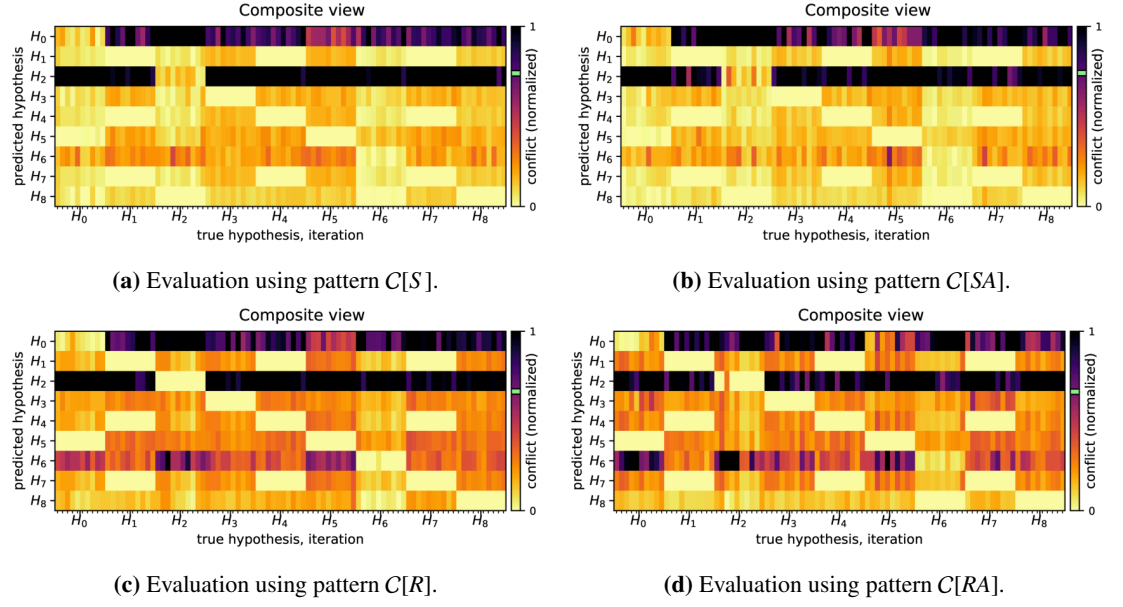 Composite view
predicted hypothesis
H0
H1
H2
H3
H4
H5
H6
H7
H8
H0 H1 H2 H3 H4 H5 H6 H7 H8
true hypothesis, iteration
1
conflict (normalized)
0
(a) Evaluation using pattern C[S].
Composite view
predicted hypothesis
H0
H1
H2
H3
H4
H5
H6
H7
H8
H0 H1 H2 H3 H4 H5 H6 H7 H8
true hypothesis, iteration
1
conflict (normalized)
0
(b) Evaluation using pattern C[SA].
Composite view
predicted hypothesis
H0
H1
H2
H3
H4
H5
H6
H7
H8
H0 H1 H2 H3 H4 H5 H6 H7 H8
true hypothesis, iteration
1
conflict (normalized)
0
(c) Evaluation using pattern C[R].
Composite view
predicted hypothesis
H0
H1
H2
H3
H4
H5
H6
H7
H8
H0 H1 H2 H3 H4 H5 H6 H7 H8
true hypothesis, iteration
1
conflict (normalized)
0
(d) Evaluation using pattern C[RA].